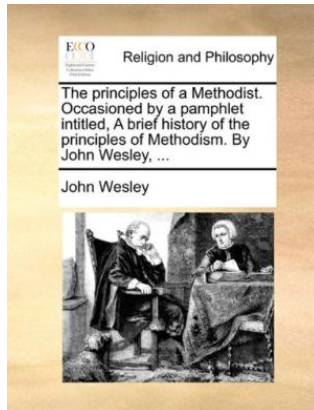 ECCO
Religion and Philosophy
The principles of a Methodist.
Occasioned by a pamphlet
intitled, A brief history of the
principles of Methodism. By
John Wesley, ...
John Wesley